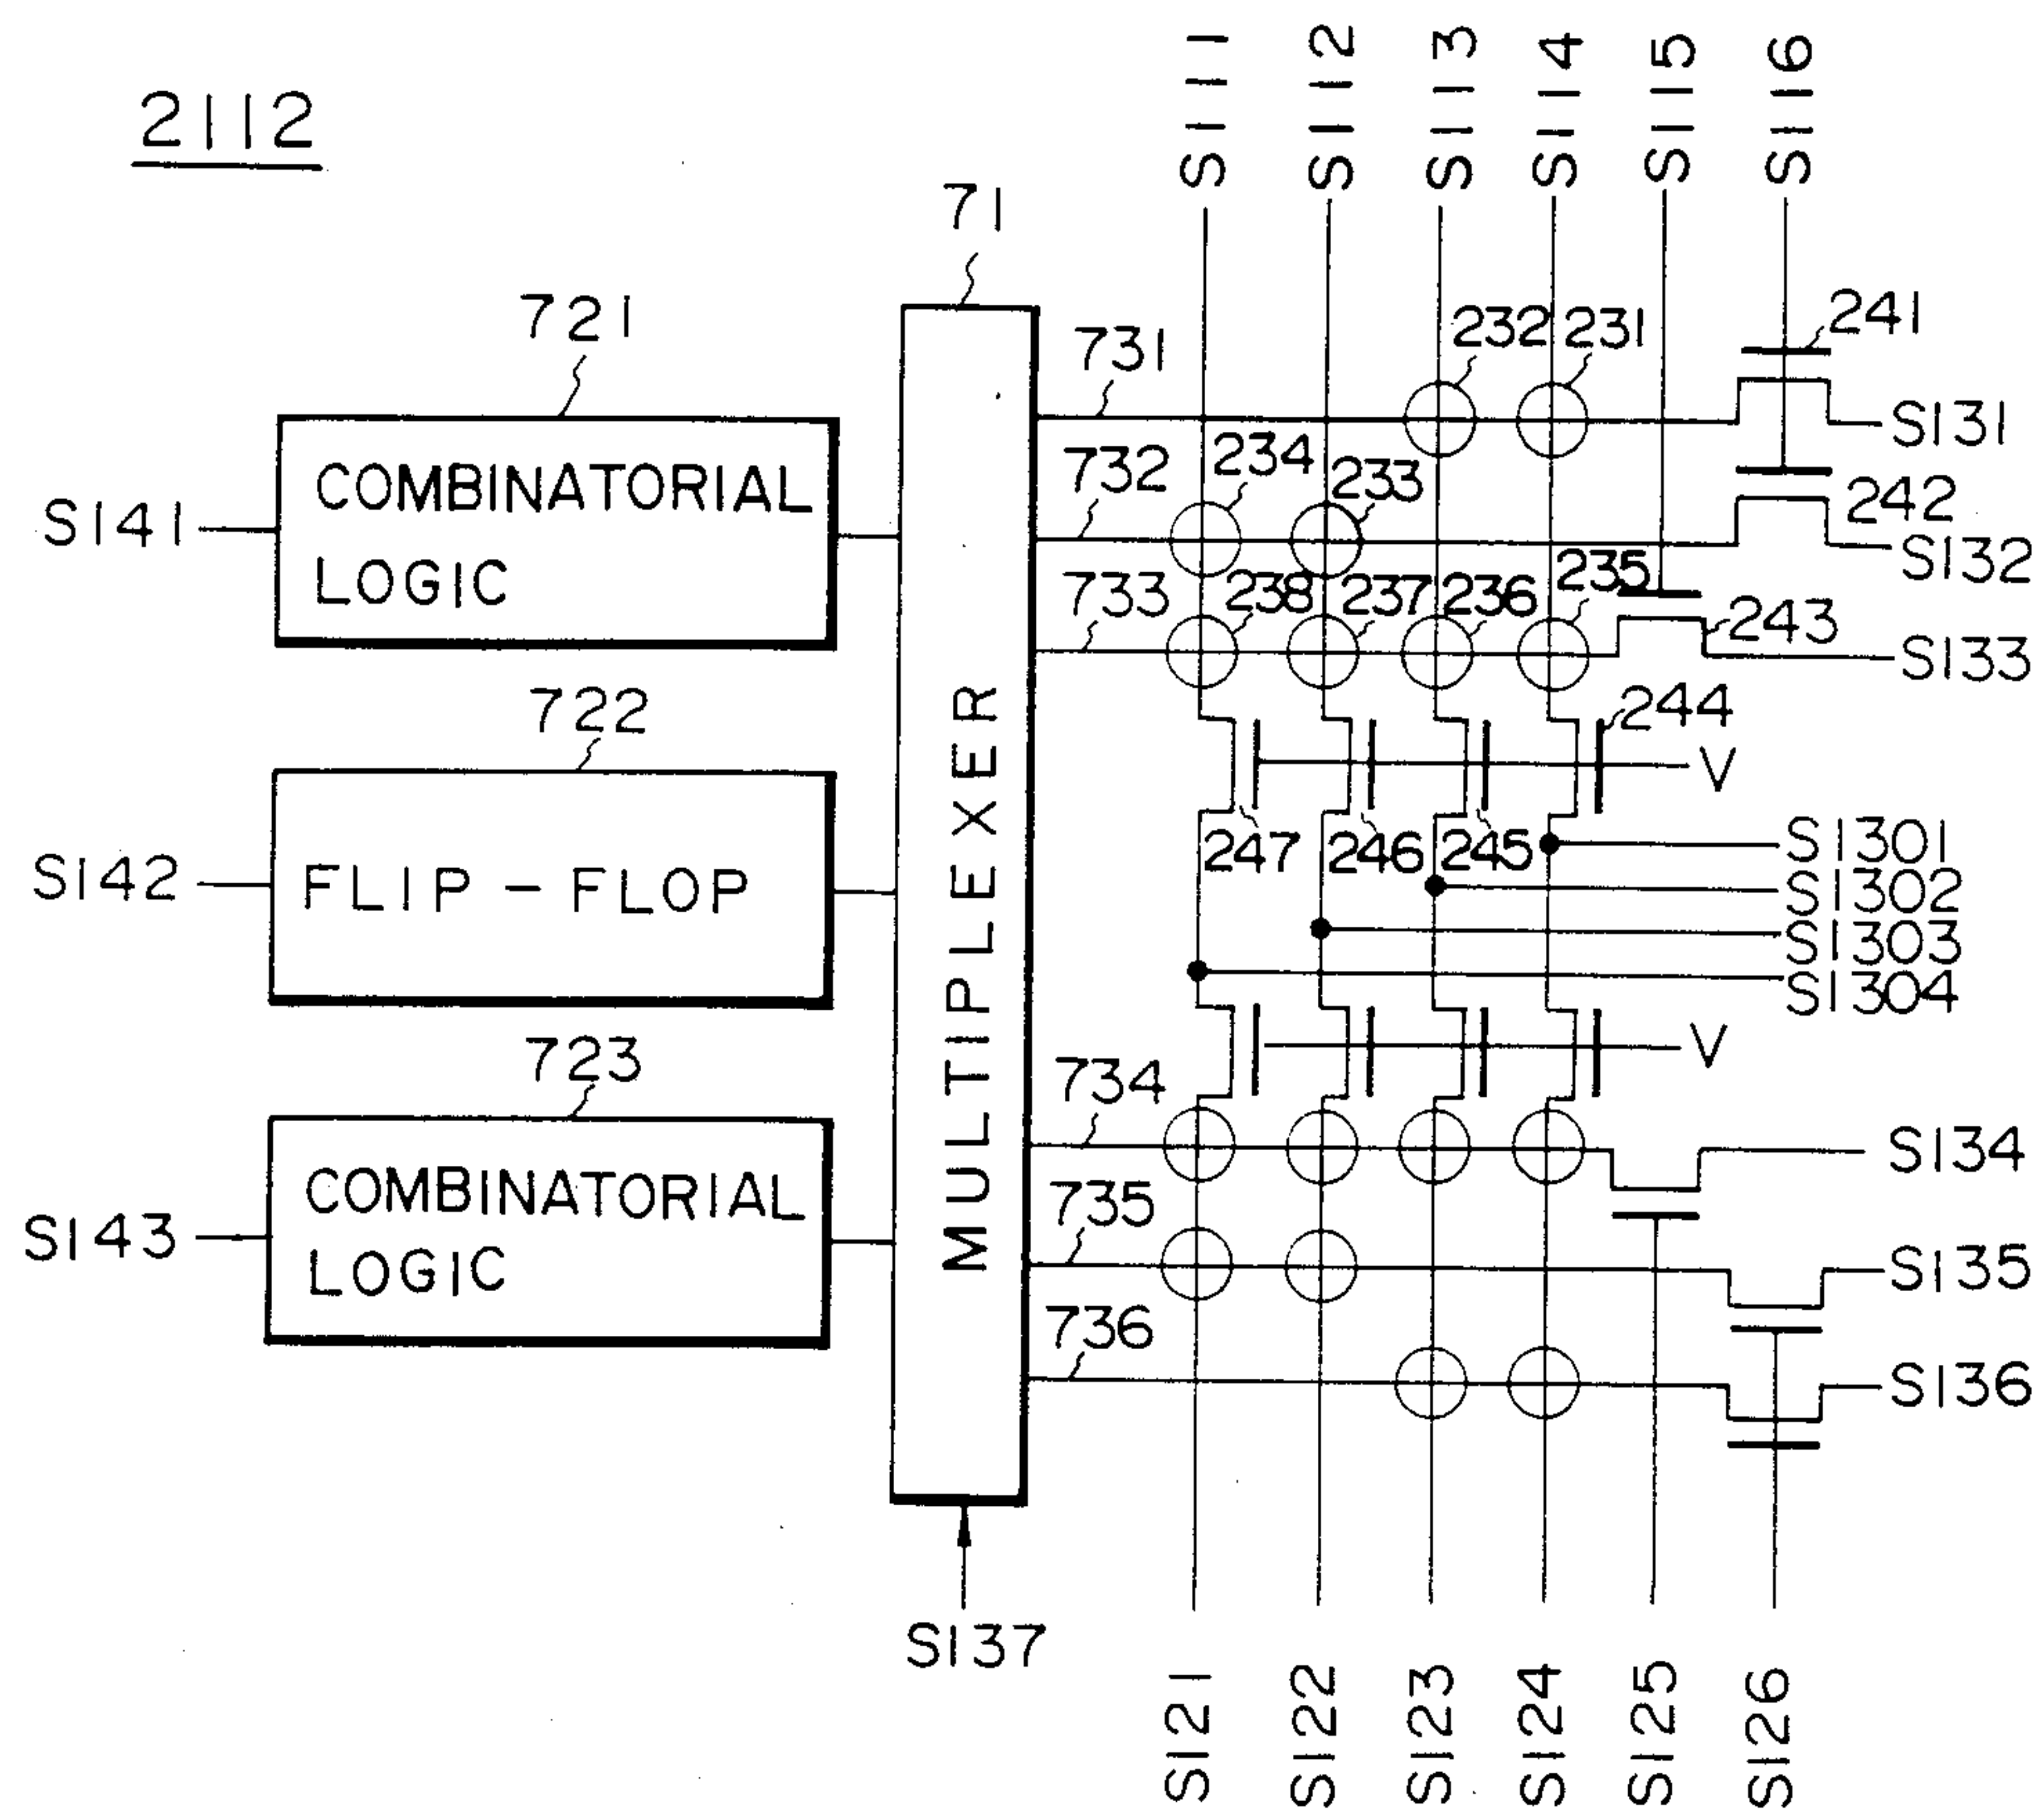 2112
S111
S112
S113
S114
S115
S116
71
721
731
232
231
241
S131
COMBINATORIAL
LOGIC
S141
732
234
233
242
S132
733
238
237
236
235
243
S133
722
244
V
MULTIPLEXER
247
246
245
S1301
S1302
S1303
S1304
S142
FLIP - FLOP
723
V
734
S134
COMBINATORIAL
LOGIC
S143
735
S135
736
S136
S137
S121
S122
S123
S124
S125
S126